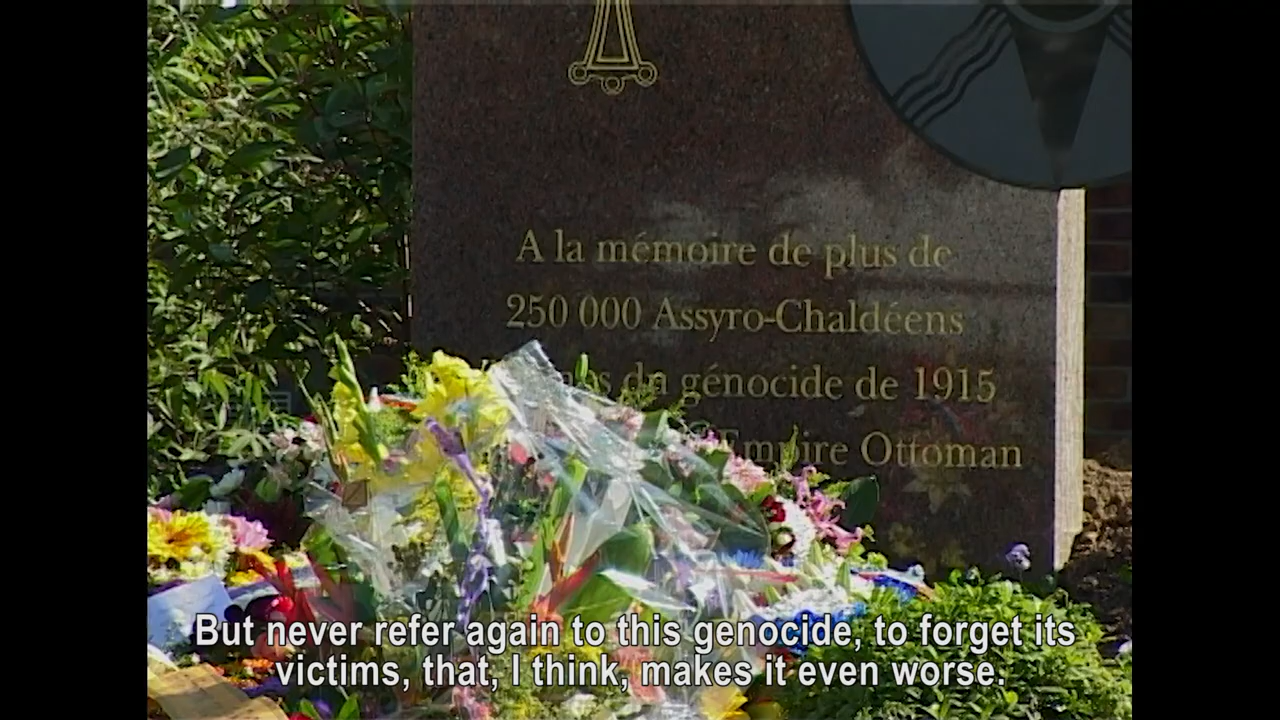 A la mémoire de plus de
250 000 Assyro-Chaldéens
génocide de 1915
Empire Ottoman
But never refer again to this genocide, to forget its
victims, that, I think, makes it even worse.